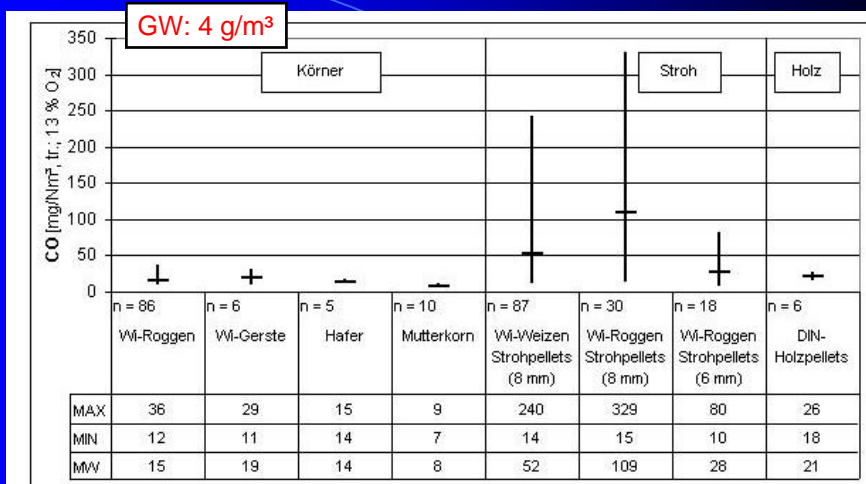 GW: 4 g/m³
CO [mg/Nm³, tr.; 13 % O₂]
350
300
250
200
150
100
50
0
Körner
Stroh
Holz
n = 86
n = 6
n = 5
n = 10
n = 87
n = 30
n = 18
n = 6
Wi-Roggen
Wi-Gerste
Hafer
Mutterkorn
Wi-Weizen
Strohpellets
(8 mm)
Wi-Roggen
Strohpellets
(8 mm)
Wi-Roggen
Strohpellets
(6 mm)
DIN-
Holzpellets
MAX 36 29 15 9 240 329 80 26
MIN 12 11 14 7 14 15 10 18
MW 15 19 14 8 52 109 28 21